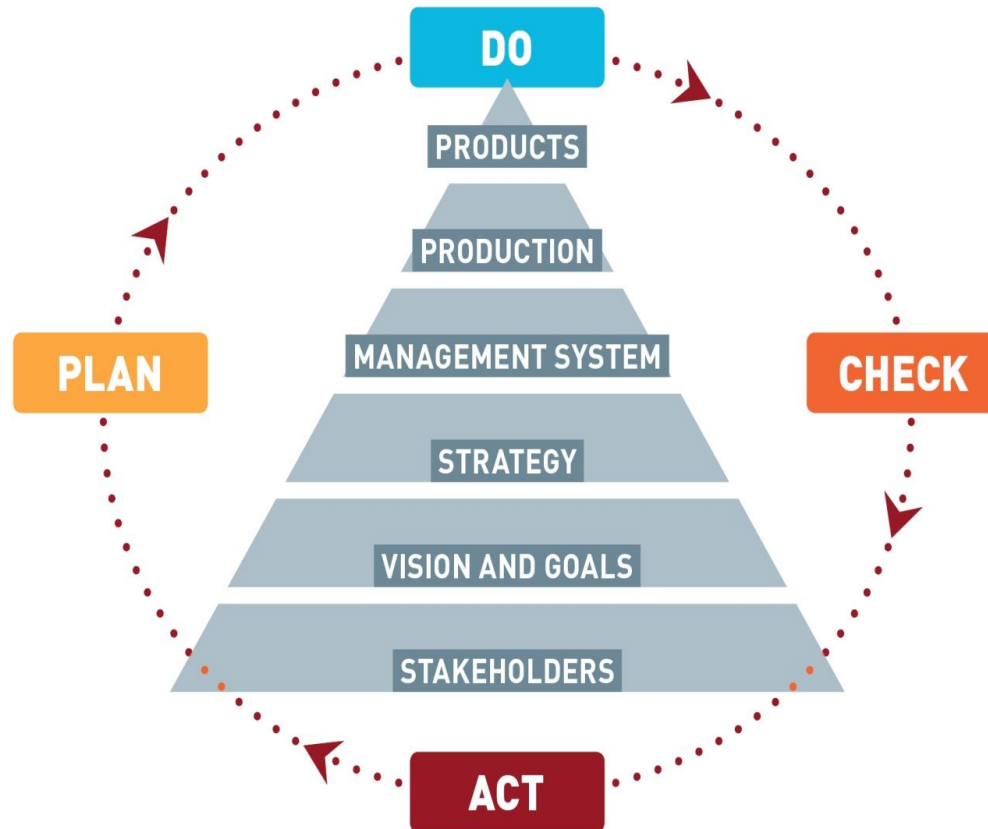 DO
PRODUCTS
PRODUCTION
MANAGEMENT SYSTEM
PLAN
CHECK
STRATEGY
VISION AND GOALS
STAKEHOLDERS
ACT